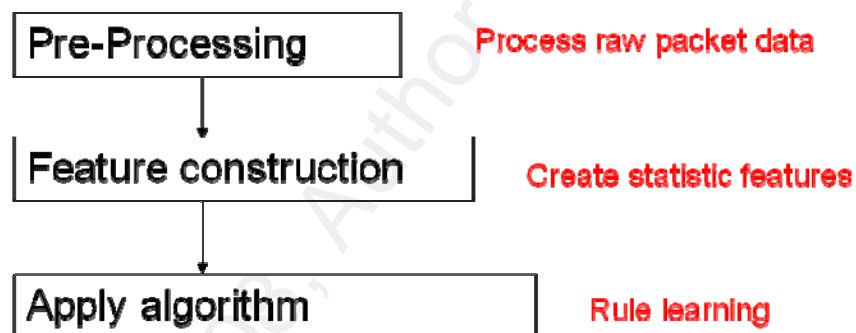 Pre-Processing
Process raw packet data
Feature construction
Create statistic features
Apply algorithm
Rule learning